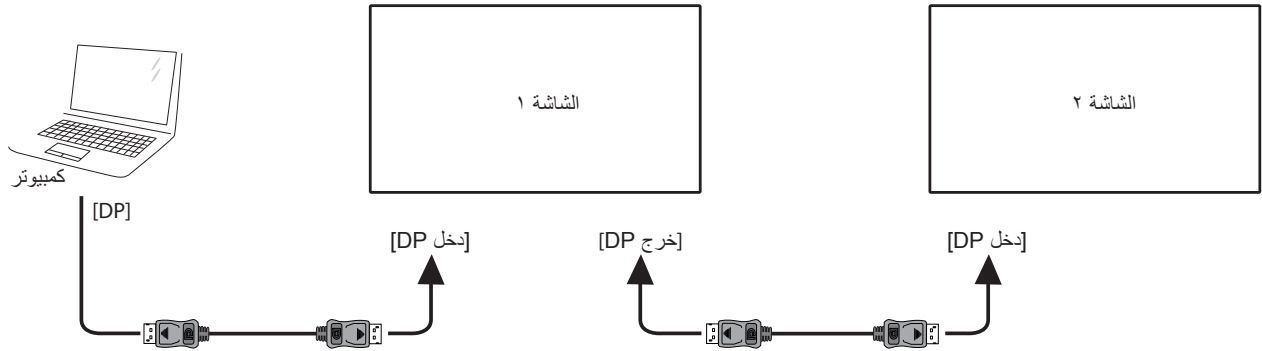 الشاشة ١
الشاشة ٢
كمبيوتر
[DP]
[دخل DP]
[خرج DP]
[دخل DP]